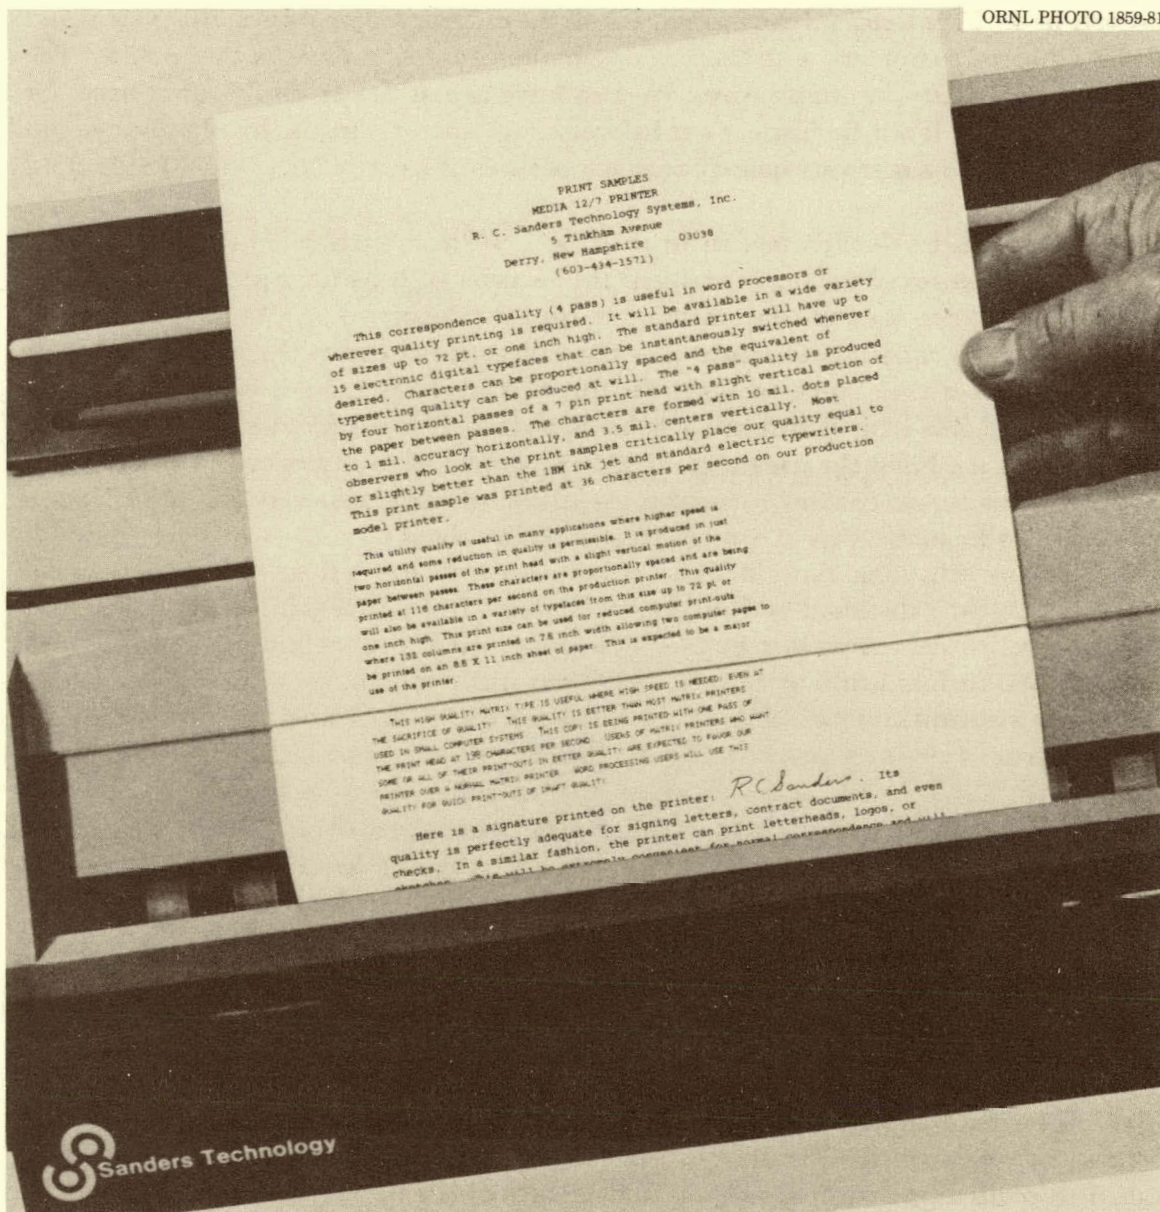 ORNL PHOTO 1859-81
PRINT SAMPLES
MEDIA 12/7 PRINTER
R. C. Sanders Technology Systems, Inc.
5 Tinkham Avenue
Derry, New Hampshire 03038
(603-434-1571)
This correspondence quality (4 pass) is useful in word processors or
wherever quality printing is required. It will be available in a wide variety
of sizes up to 72 pt. or one inch high. The standard printer will have up to
15 electronic digital typefaces that can be instantaneously switched whenever
desired. Characters can be proportionally spaced and the equivalent of
typesetting quality can be produced at will. The "4 pass" quality is produced
by four horizontal passes of a 7 pin print head with slight vertical motion of
the paper between passes. The characters are formed with 10 mil. dots placed
to 1 mil. accuracy horizontally, and 3.5 mil. centers vertically. Most
observers who look at the print samples critically place our quality equal to
or slightly better than the IBM ink jet and standard electric typewriters.
This print sample was printed at 36 characters per second on our production
model printer.
This utility quality is useful in many applications where higher speed is
required and some reduction in quality is permissible. It is produced in just
two horizontal passes of the print head with a slight vertical motion of the
paper between passes. These characters are proportionally spaced and are being
printed at 118 characters per second on the production printer. This quality
will also be available in a variety of typefaces from this size up to 72 pt. or
one inch high. This print size can be used for reduced computer print-outs
where 132 columns are printed in 7.5 inch width allowing two computer pages to
be printed on an 8.5 X 11 inch sheet of paper. This is expected to be a major
use of the printer.
THIS HIGH QUALITY MATRIX TYPE IS USEFUL WHERE HIGH SPEED IS NEEDED, EVEN AT
THE SACRIFICE OF QUALITY. THIS QUALITY IS BETTER THAN MOST MATRIX PRINTERS
USED IN SMALL COMPUTER SYSTEMS. THIS COPY IS BEING PRINTED WITH ONE PASS OF
THE PRINT HEAD AT 198 CHARACTERS PER SECOND. USERS OF MATRIX PRINTERS WHO WANT
SOME OR ALL OF THEIR PRINT-OUTS IN BETTER QUALITY ARE EXPECTED TO FAVOR OUR
PRINTER OVER A NORMAL MATRIX PRINTER. WORD PROCESSING USERS WILL USE THIS
QUALITY FOR QUICK PRINT-OUTS OF DRAFT QUALITY.
Here is a signature printed on the printer: R C Sanders. Its
quality is perfectly adequate for signing letters, contract documents, and even
checks. In a similar fashion, the printer can print letterheads, logos, or
sketches. This will be extremely convenient for normal correspondence and will
Sanders Technology